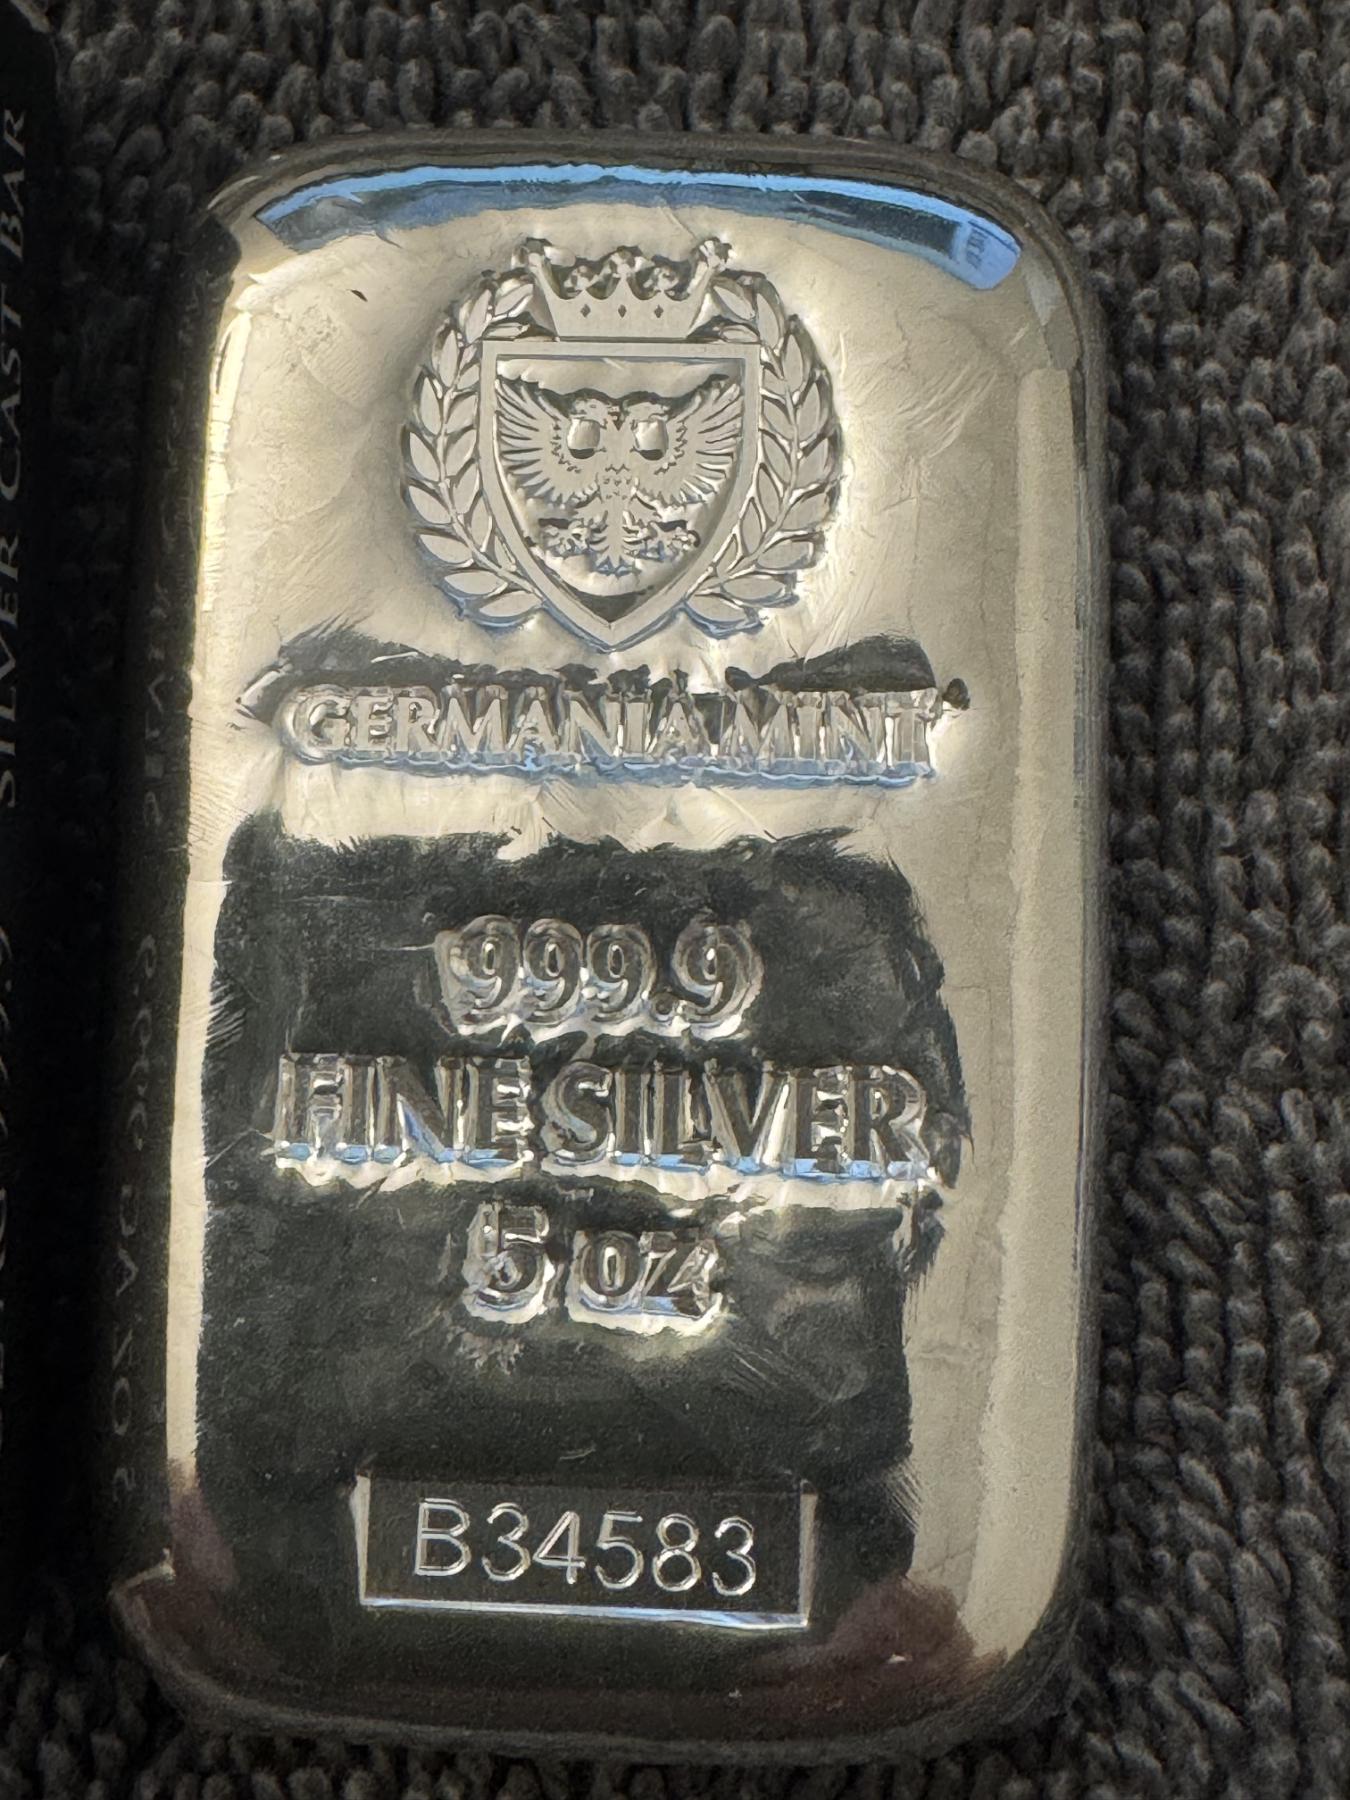 GERMANIA MINT
999.9
FINE SILVER
5 oz
B34583
SILVER CAST BAR